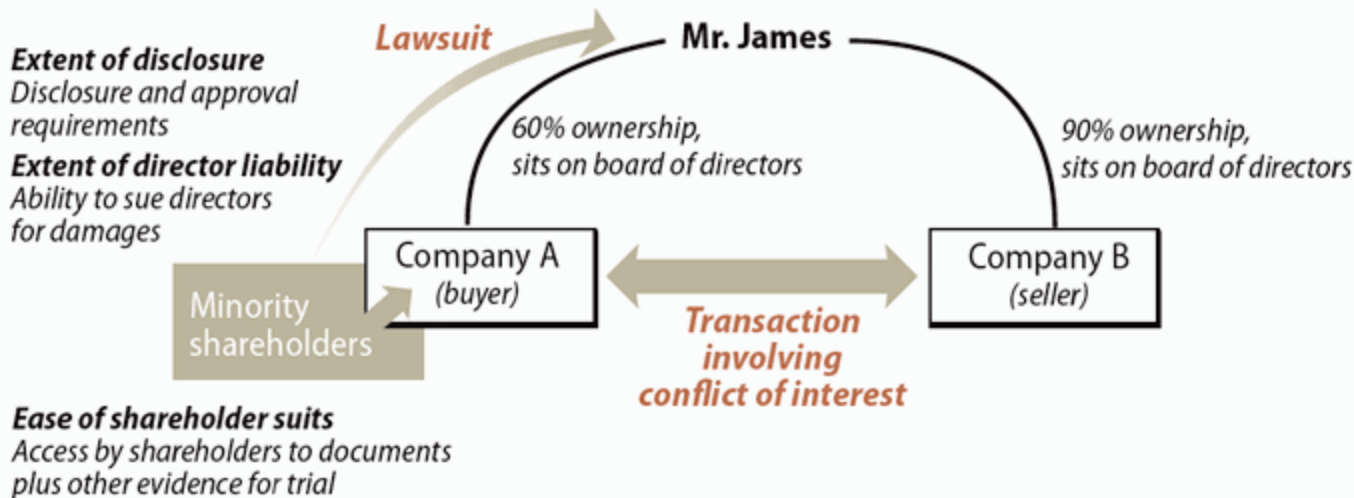 Lawsuit
Mr. James
Extent of disclosure
Disclosure and approval
requirements
Extent of director liability
Ability to sue directors
for damages
60% ownership,
sits on board of directors
90% ownership,
sits on board of directors
Company A
(buyer)
Company B
(seller)
Minority
shareholders
Transaction
involving
conflict of interest
Ease of shareholder suits
Access by shareholders to documents
plus other evidence for trial